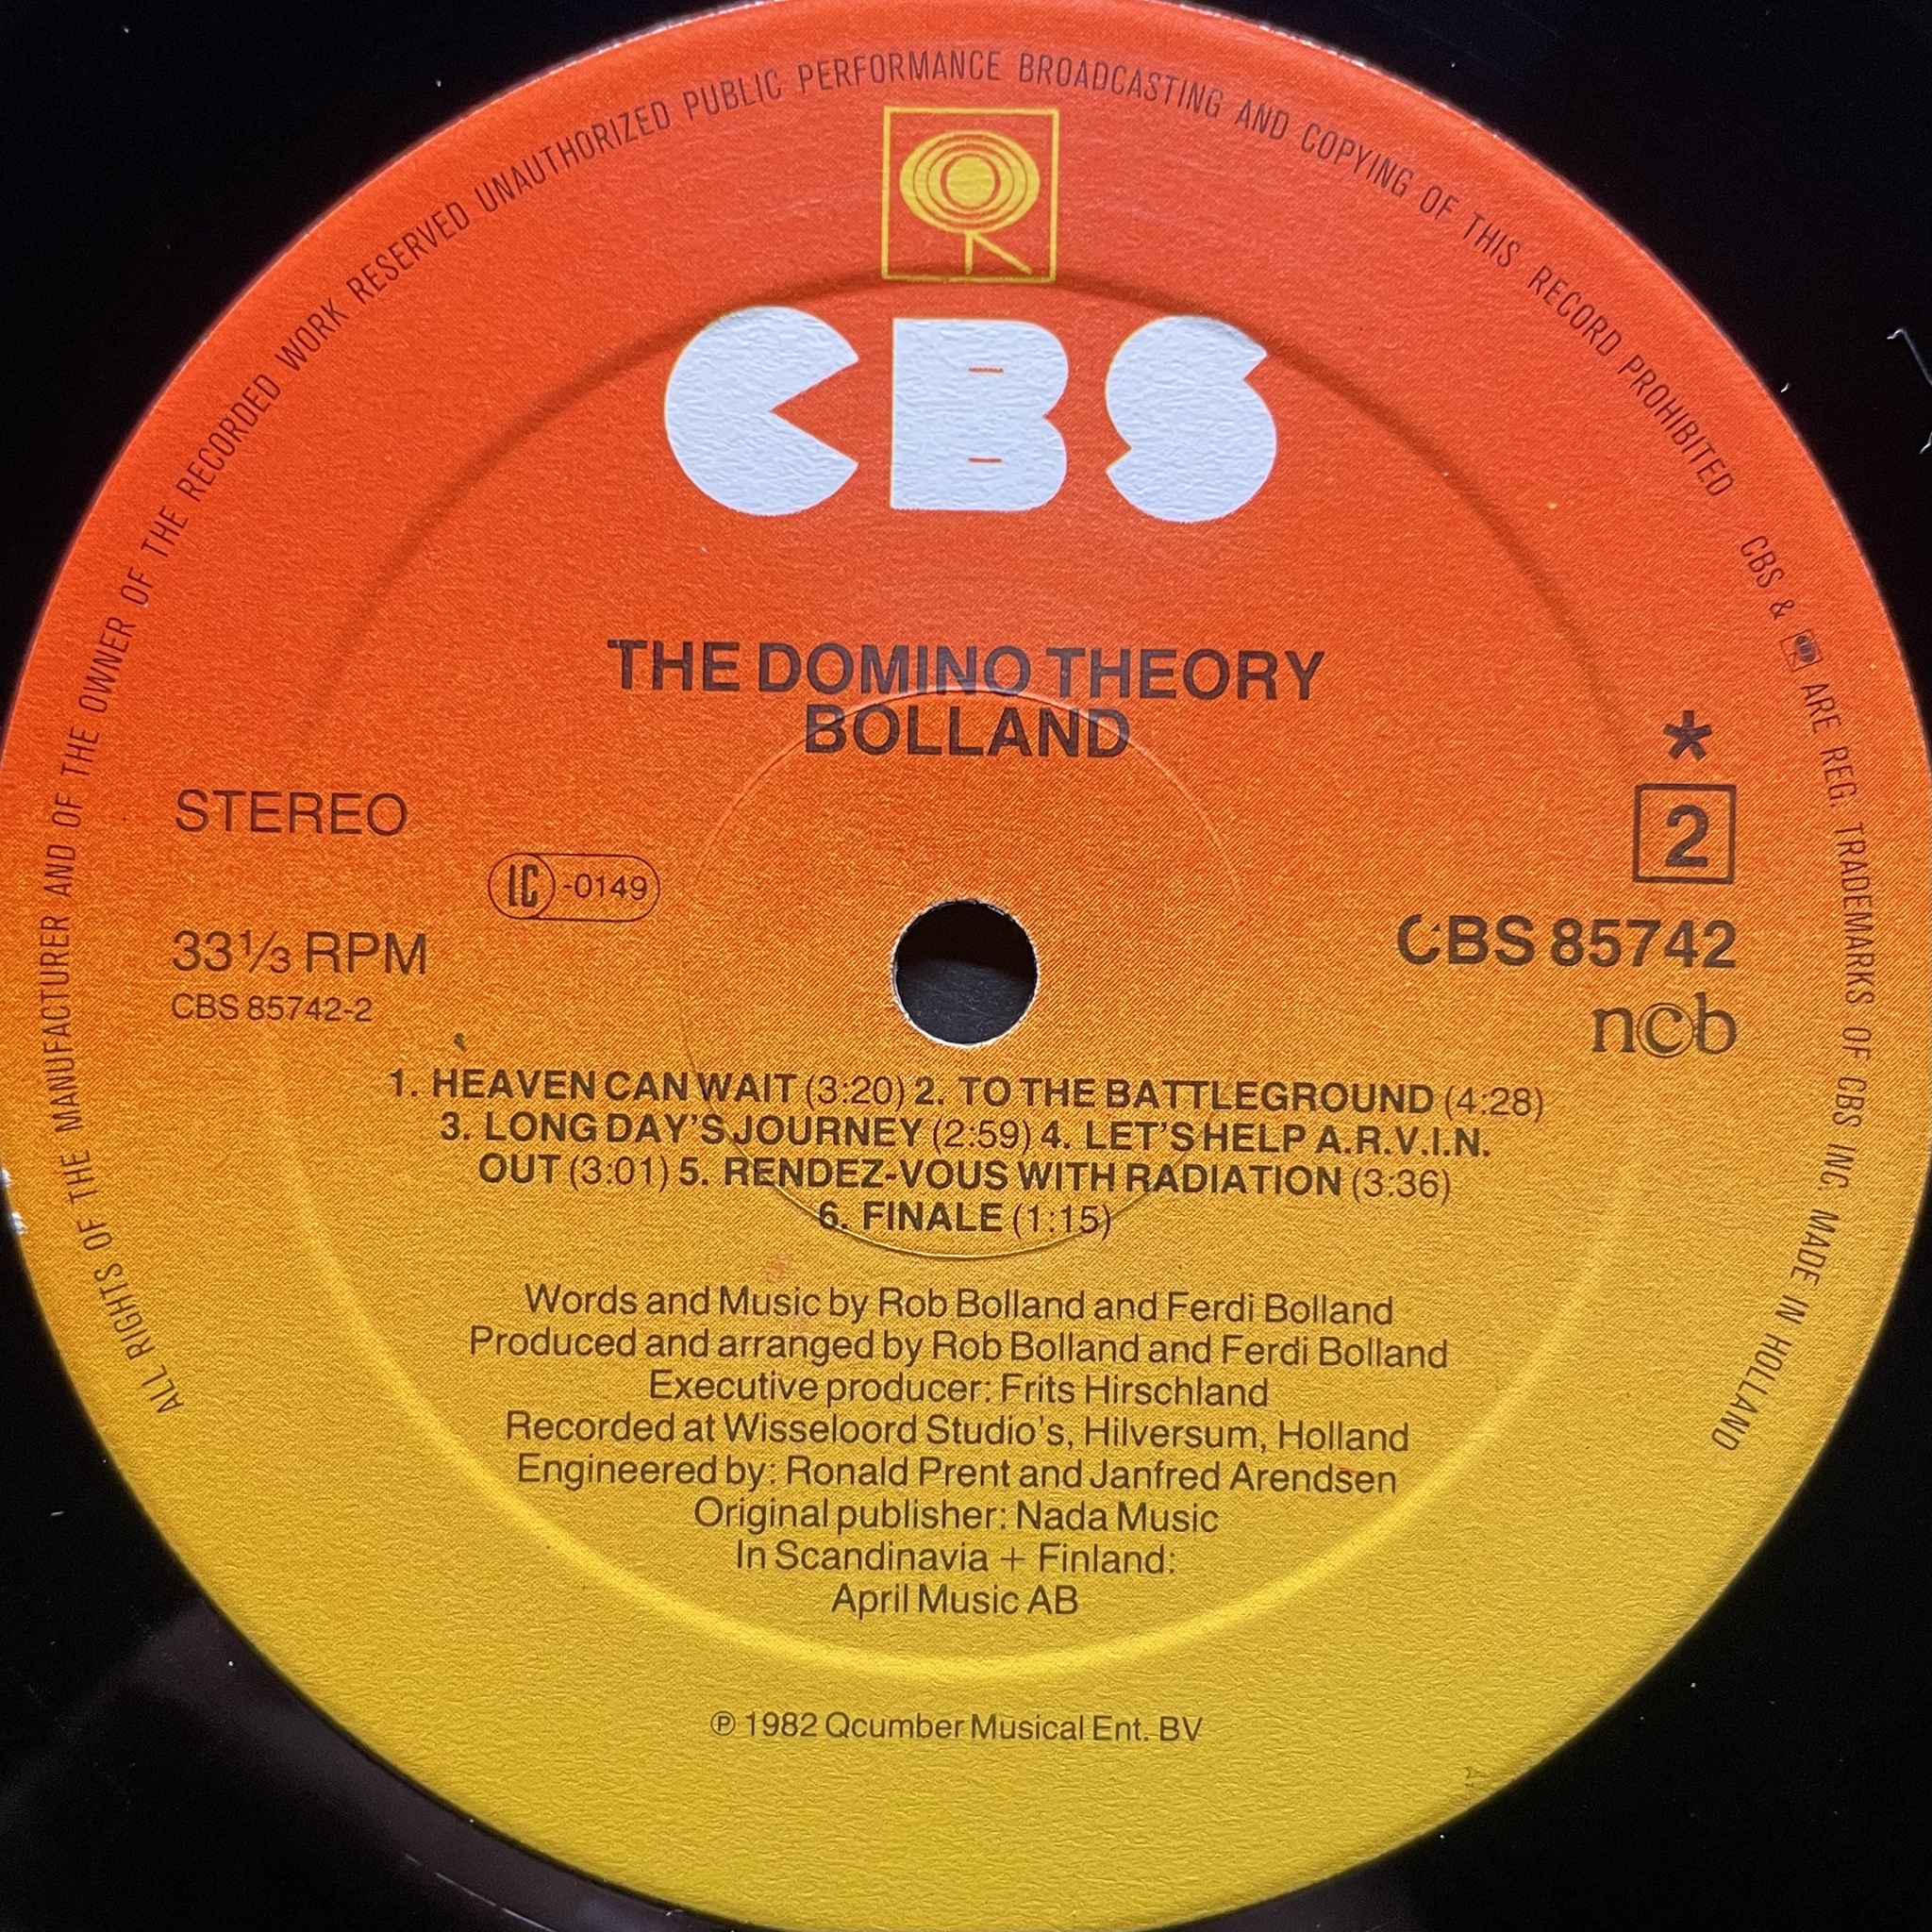 ALL RIGHTS OF THE MANUFACTURER AND OF THE OWNER OF THE RECORDED WORK RESERVED UNAUTHORIZED PUBLIC PERFORMANCE BROADCASTING AND COPYING OF THIS RECORD PROHIBITED CBS & ARE REG. TRADEMARKS OF CBS INC. MADE IN HOLLAND
CBS
THE DOMINO THEORY
BOLLAND
STEREO
LC-0149
33⅓ RPM
CBS 85742-2
*
2
CBS 85742
ncb
1. HEAVEN CAN WAIT (3:20) 2. TO THE BATTLEGROUND (4:28)
3. LONG DAY'S JOURNEY (2:59) 4. LET'S HELP A.R.V.I.N.
OUT (3:01) 5. RENDEZ-VOUS WITH RADIATION (3:36)
6. FINALE (1:15)
Words and Music by Rob Bolland and Ferdi Bolland
Produced and arranged by Rob Bolland and Ferdi Bolland
Executive producer: Frits Hirschland
Recorded at Wisseloord Studio's, Hilversum, Holland
Engineered by: Ronald Prent and Janfred Arendsen
Original publisher: Nada Music
In Scandinavia + Finland:
April Music AB
℗ 1982 Qcumber Musical Ent. BV